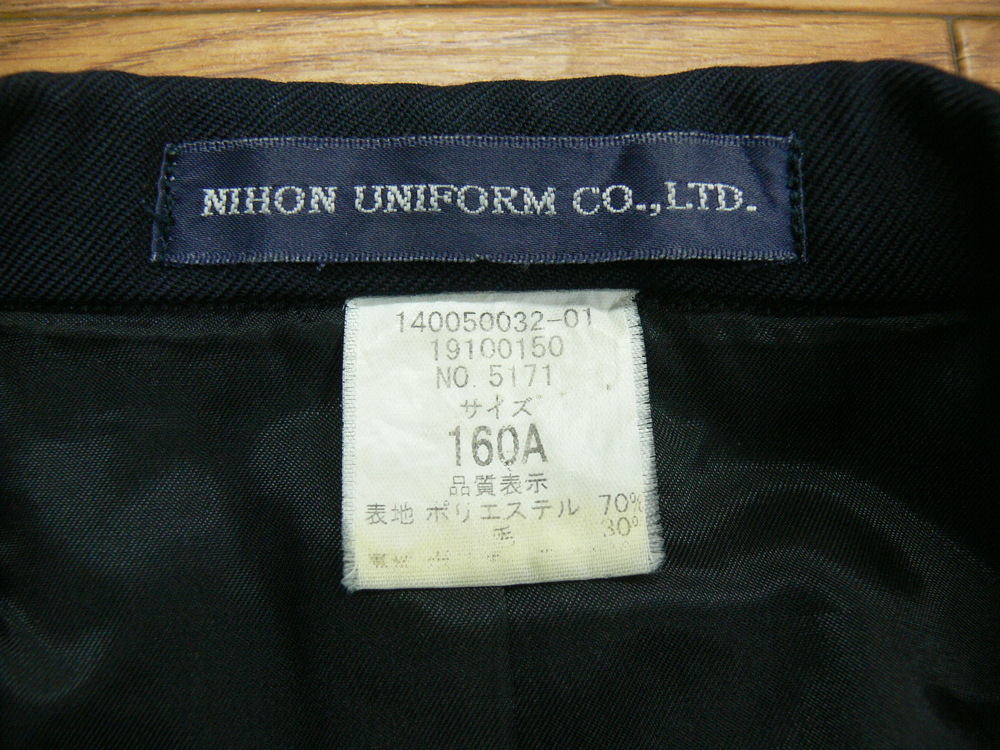 NIHON UNIFORM CO.,LTD.
140050032-01
19100150
NO. 5171
サイズ
160A
品質表示
表地 ポリエステル 70%
毛 30%